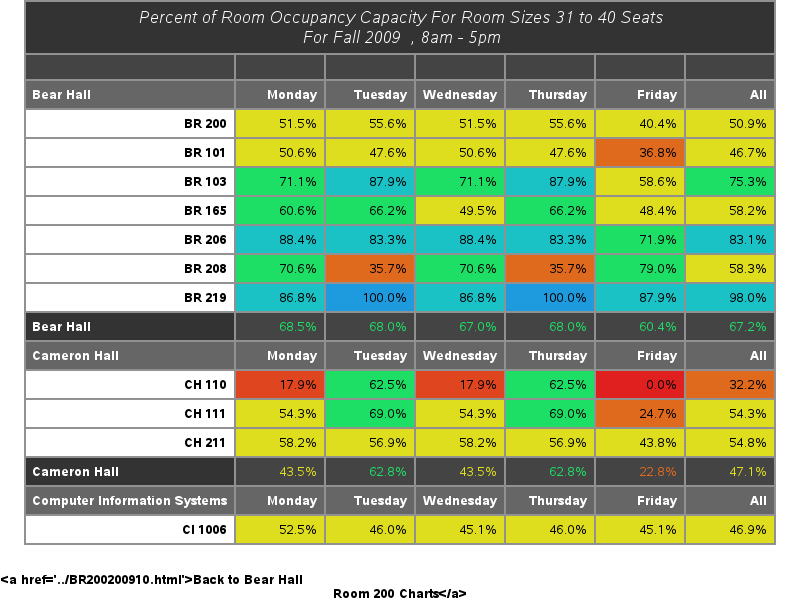 Percent of Room Occupancy Capacity For Room Sizes 31 to 40 Seats
For Fall 2009 , 8am - 5pm
Bear Hall Monday Tuesday Wednesday Thursday Friday All
BR 200 51.5% 55.6% 51.5% 55.6% 40.4% 50.9%
BR 101 50.6% 47.6% 50.6% 47.6% 36.8% 46.7%
BR 103 71.1% 87.9% 71.1% 87.9% 58.6% 75.3%
BR 165 60.6% 66.2% 49.5% 66.2% 48.4% 58.2%
BR 206 88.4% 83.3% 88.4% 83.3% 71.9% 83.1%
BR 208 70.6% 35.7% 70.6% 35.7% 79.0% 58.3%
BR 219 86.8% 100.0% 86.8% 100.0% 87.9% 98.0%
Bear Hall 68.5% 68.0% 67.0% 68.0% 60.4% 67.2%
Cameron Hall Monday Tuesday Wednesday Thursday Friday All
CH 110 17.9% 62.5% 17.9% 62.5% 0.0% 32.2%
CH 111 54.3% 69.0% 54.3% 69.0% 24.7% 54.3%
CH 211 58.2% 56.9% 58.2% 56.9% 43.8% 54.8%
Cameron Hall 43.5% 62.8% 43.5% 62.8% 22.8% 47.1%
Computer Information Systems Monday Tuesday Wednesday Thursday Friday All
CI 1006 52.5% 46.0% 45.1% 46.0% 45.1% 46.9%
<a href='../BR200200910.html'>Back to Bear Hall
Room 200 Charts</a>